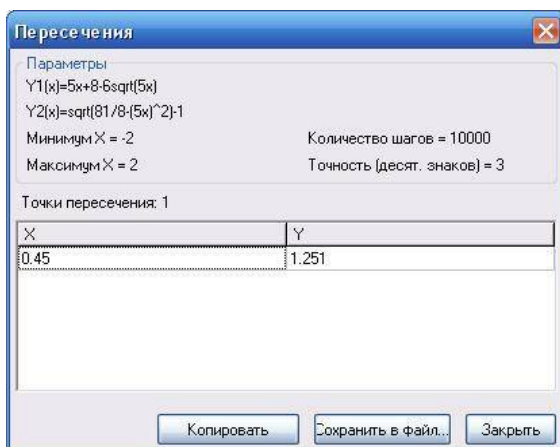 Пересечения
Параметры
Y1(x)=5x+8-6sqrt(5x)
Y2(x)=sqrt(81/8-(5x)^2)-1
Минимум X = -2 Количество шагов = 10000
Максимум X = 2 Точность (десят. знаков) = 3
Точки пересечения: 1
X Y
0.45 1.251
Копировать Сохранить в файл... Закрыть